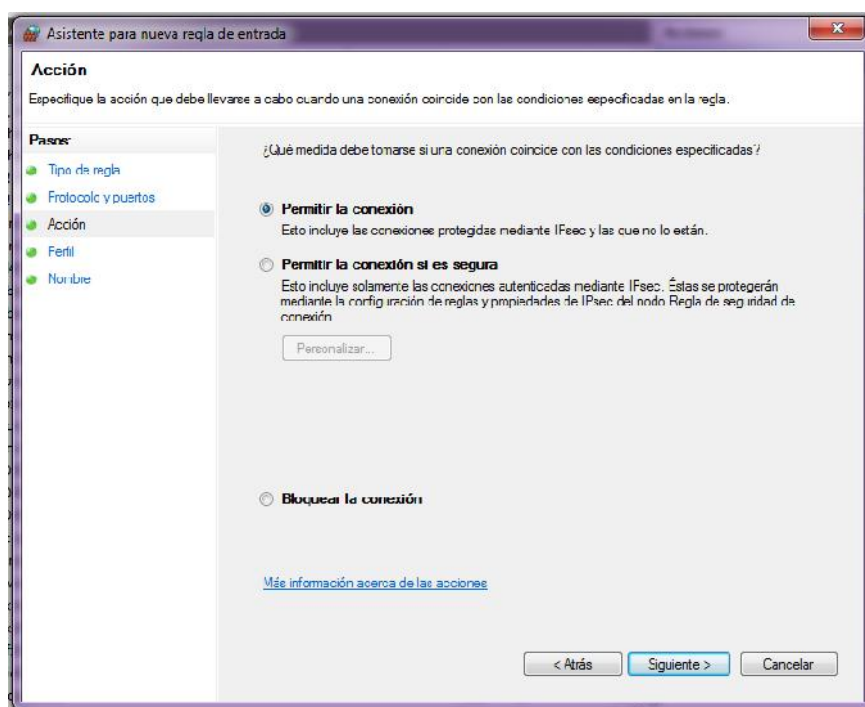 Asistente para nueva regla de entrada
Acción
Especifique la acción que debe llevarse a cabo cuando una conexión coincide con las condiciones especificadas en la regla.
Pasos:
Tipo de regla
Protocolo y puertos
Acción
Perfil
Nombre
¿Qué medida debe tomarse si una conexión coincide con las condiciones especificadas?
Permitir la conexión
Esto incluye las conexiones protegidas mediante IPsec y las que no lo están.
Permitir la conexión si es segura
Esto incluye solamente las conexiones autenticadas mediante IPsec. Éstas se protegerán
mediante la configuración de reglas y propiedades de IPsec del nodo Regla de seguridad de
conexión.
Personalizar...
Bloquear la conexión
Más información acerca de las acciones
< Atrás
Siguiente >
Cancelar